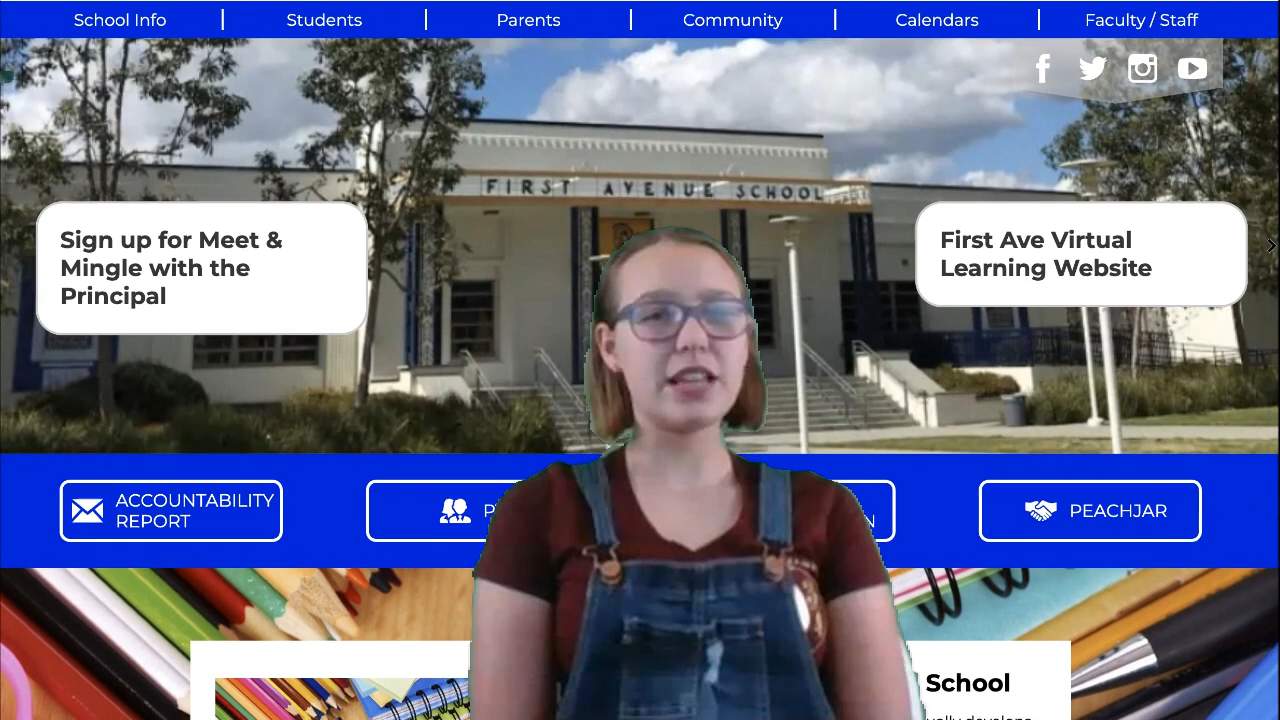 School Info
Students
Parents
Community
Calendars
Faculty / Staff
FIRST AVENUE SCHOOL
Sign up for Meet &
Mingle with the
Principal
First Ave Virtual
Learning Website
ACCOUNTABILITY
REPORT
PEACHJAR
School